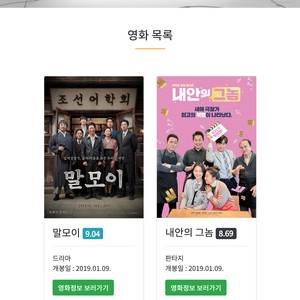 영화 목록
조선어학회
말모이
내안의 그놈
말모이 9.04
내안의 그놈 8.69
드라마
개봉일 : 2019.01.09.
영화정보 보러가기
판타지
개봉일 : 2019.01.09.
영화정보 보러가기